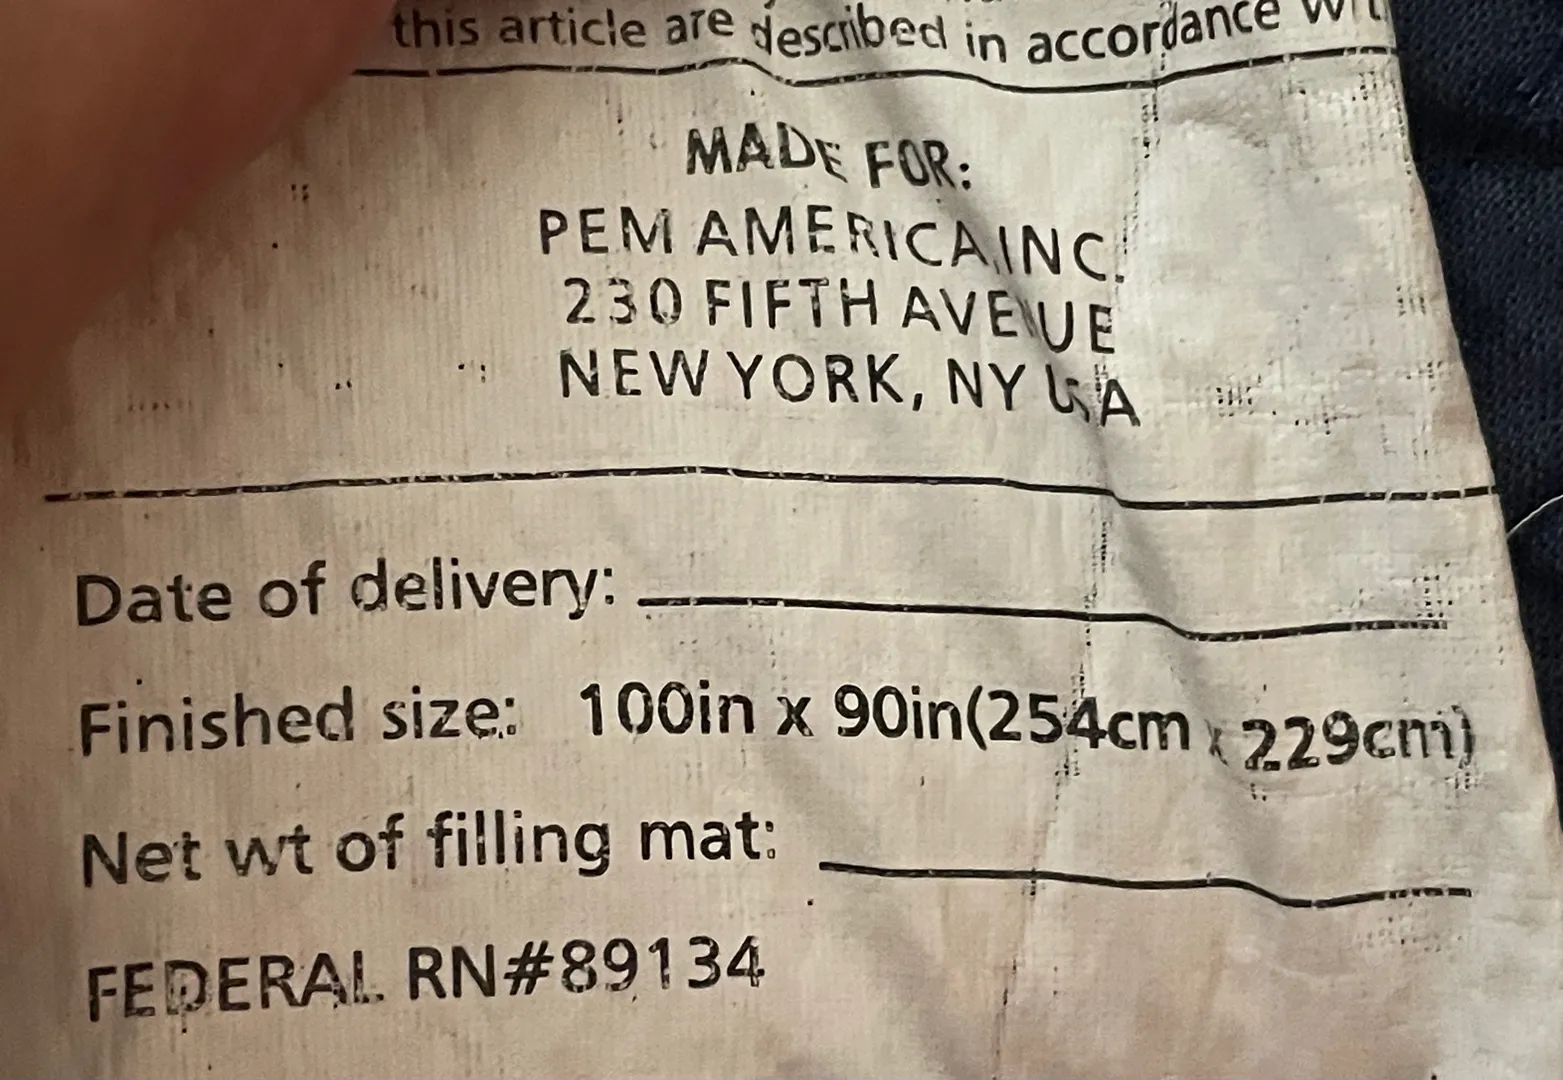 this article are described in accordance wit
MADE FOR:
PEM AMERICA,INC.
230 FIFTH AVENUE
NEW YORK, NY USA
Date of delivery:
Finished size: 100in x 90in(254cm x 229cm)
Net wt of filling mat:
FEDERAL RN#89134